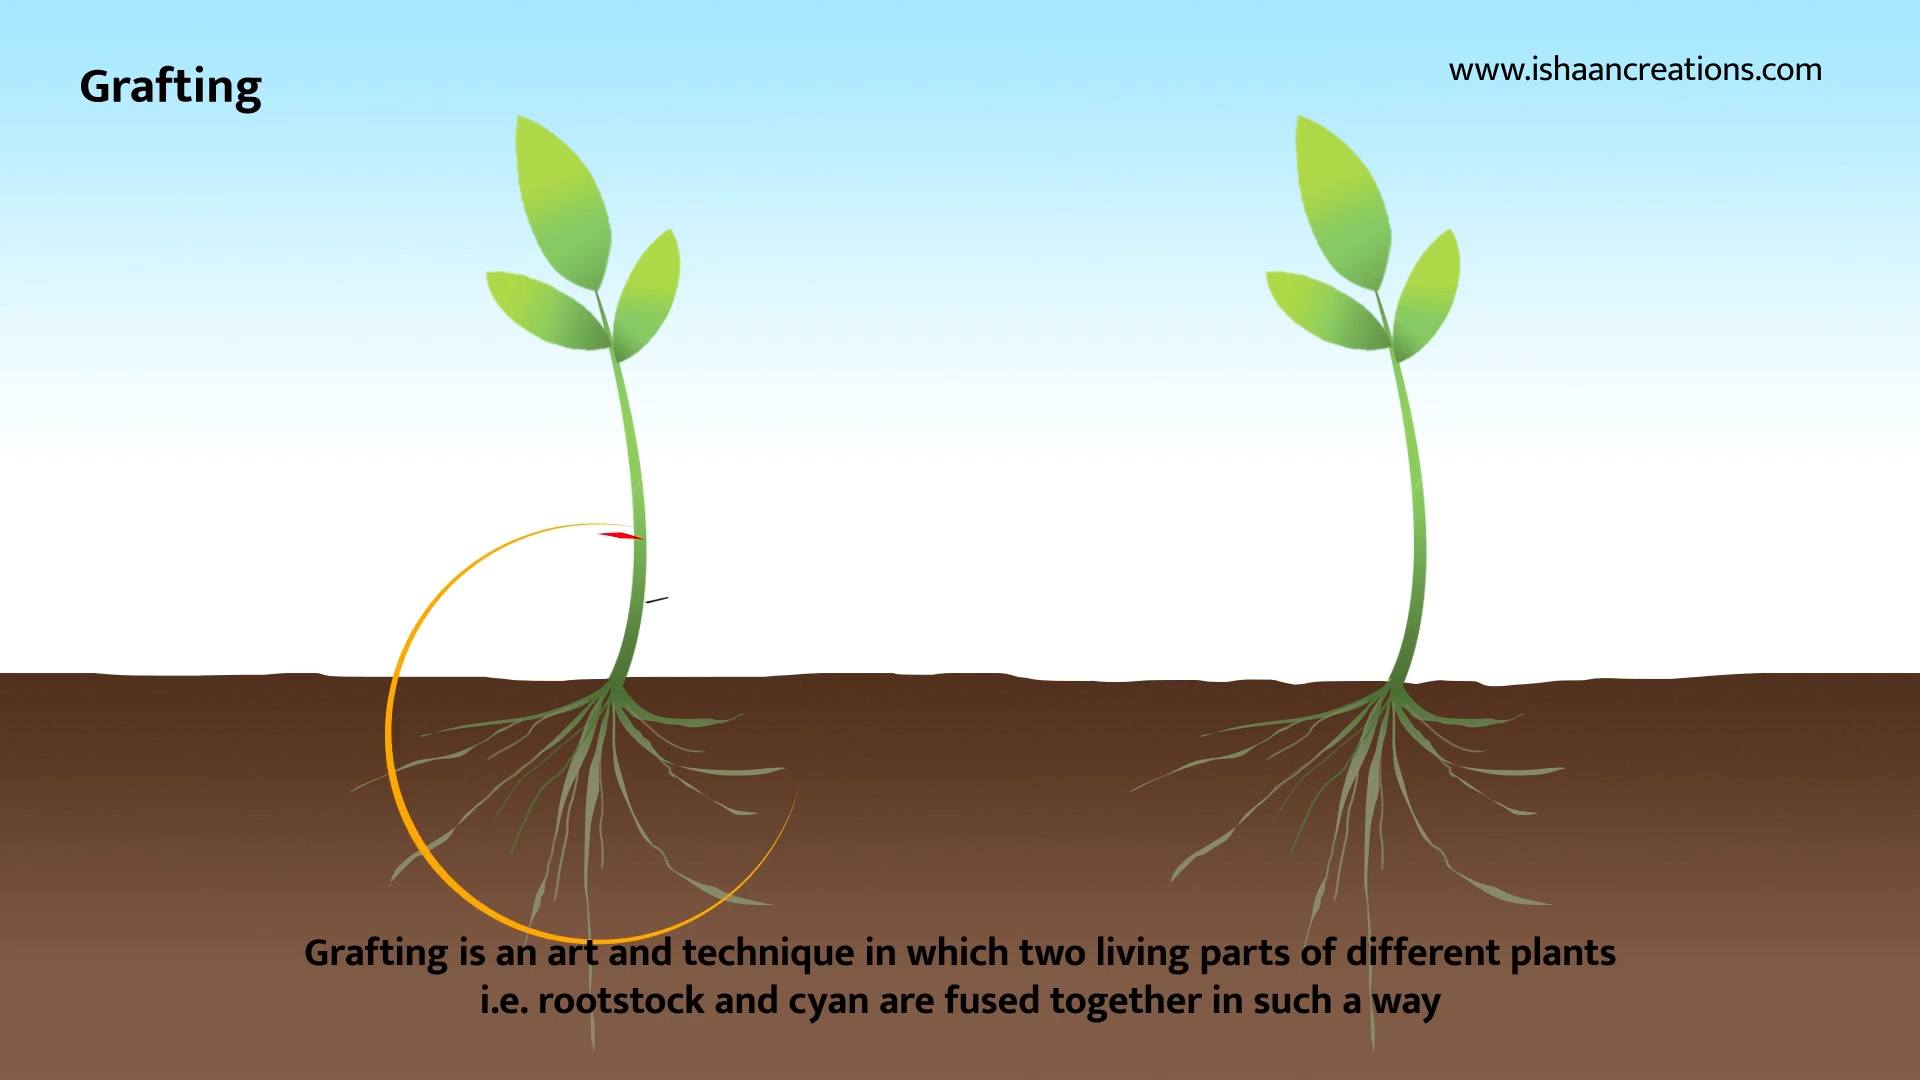 Grafting
www.ishaancreations.com
Grafting is an art and technique in which two living parts of different plants
i.e. rootstock and cyan are fused together in such a way